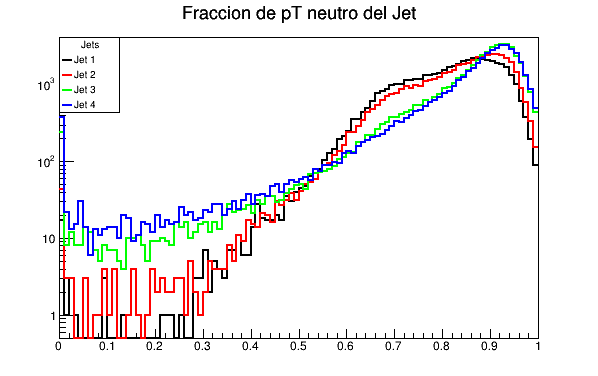 Fraccion de pT neutro del Jet
Jets
Jet 1
Jet 2
Jet 3
Jet 4
10³
10²
10
1
0 0.1 0.2 0.3 0.4 0.5 0.6 0.7 0.8 0.9 1